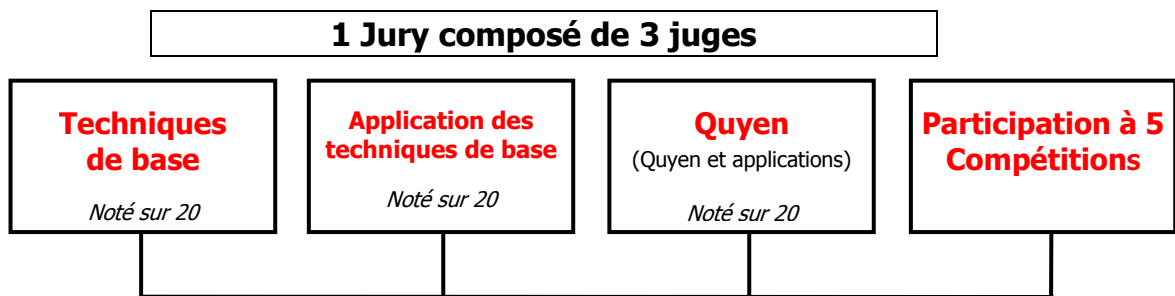 1 Jury composé de 3 juges
Techniques
de base
Noté sur 20
Application des
techniques de base
Noté sur 20
Quyen
(Quyen et applications)
Noté sur 20
Participation à 5
Compétitions